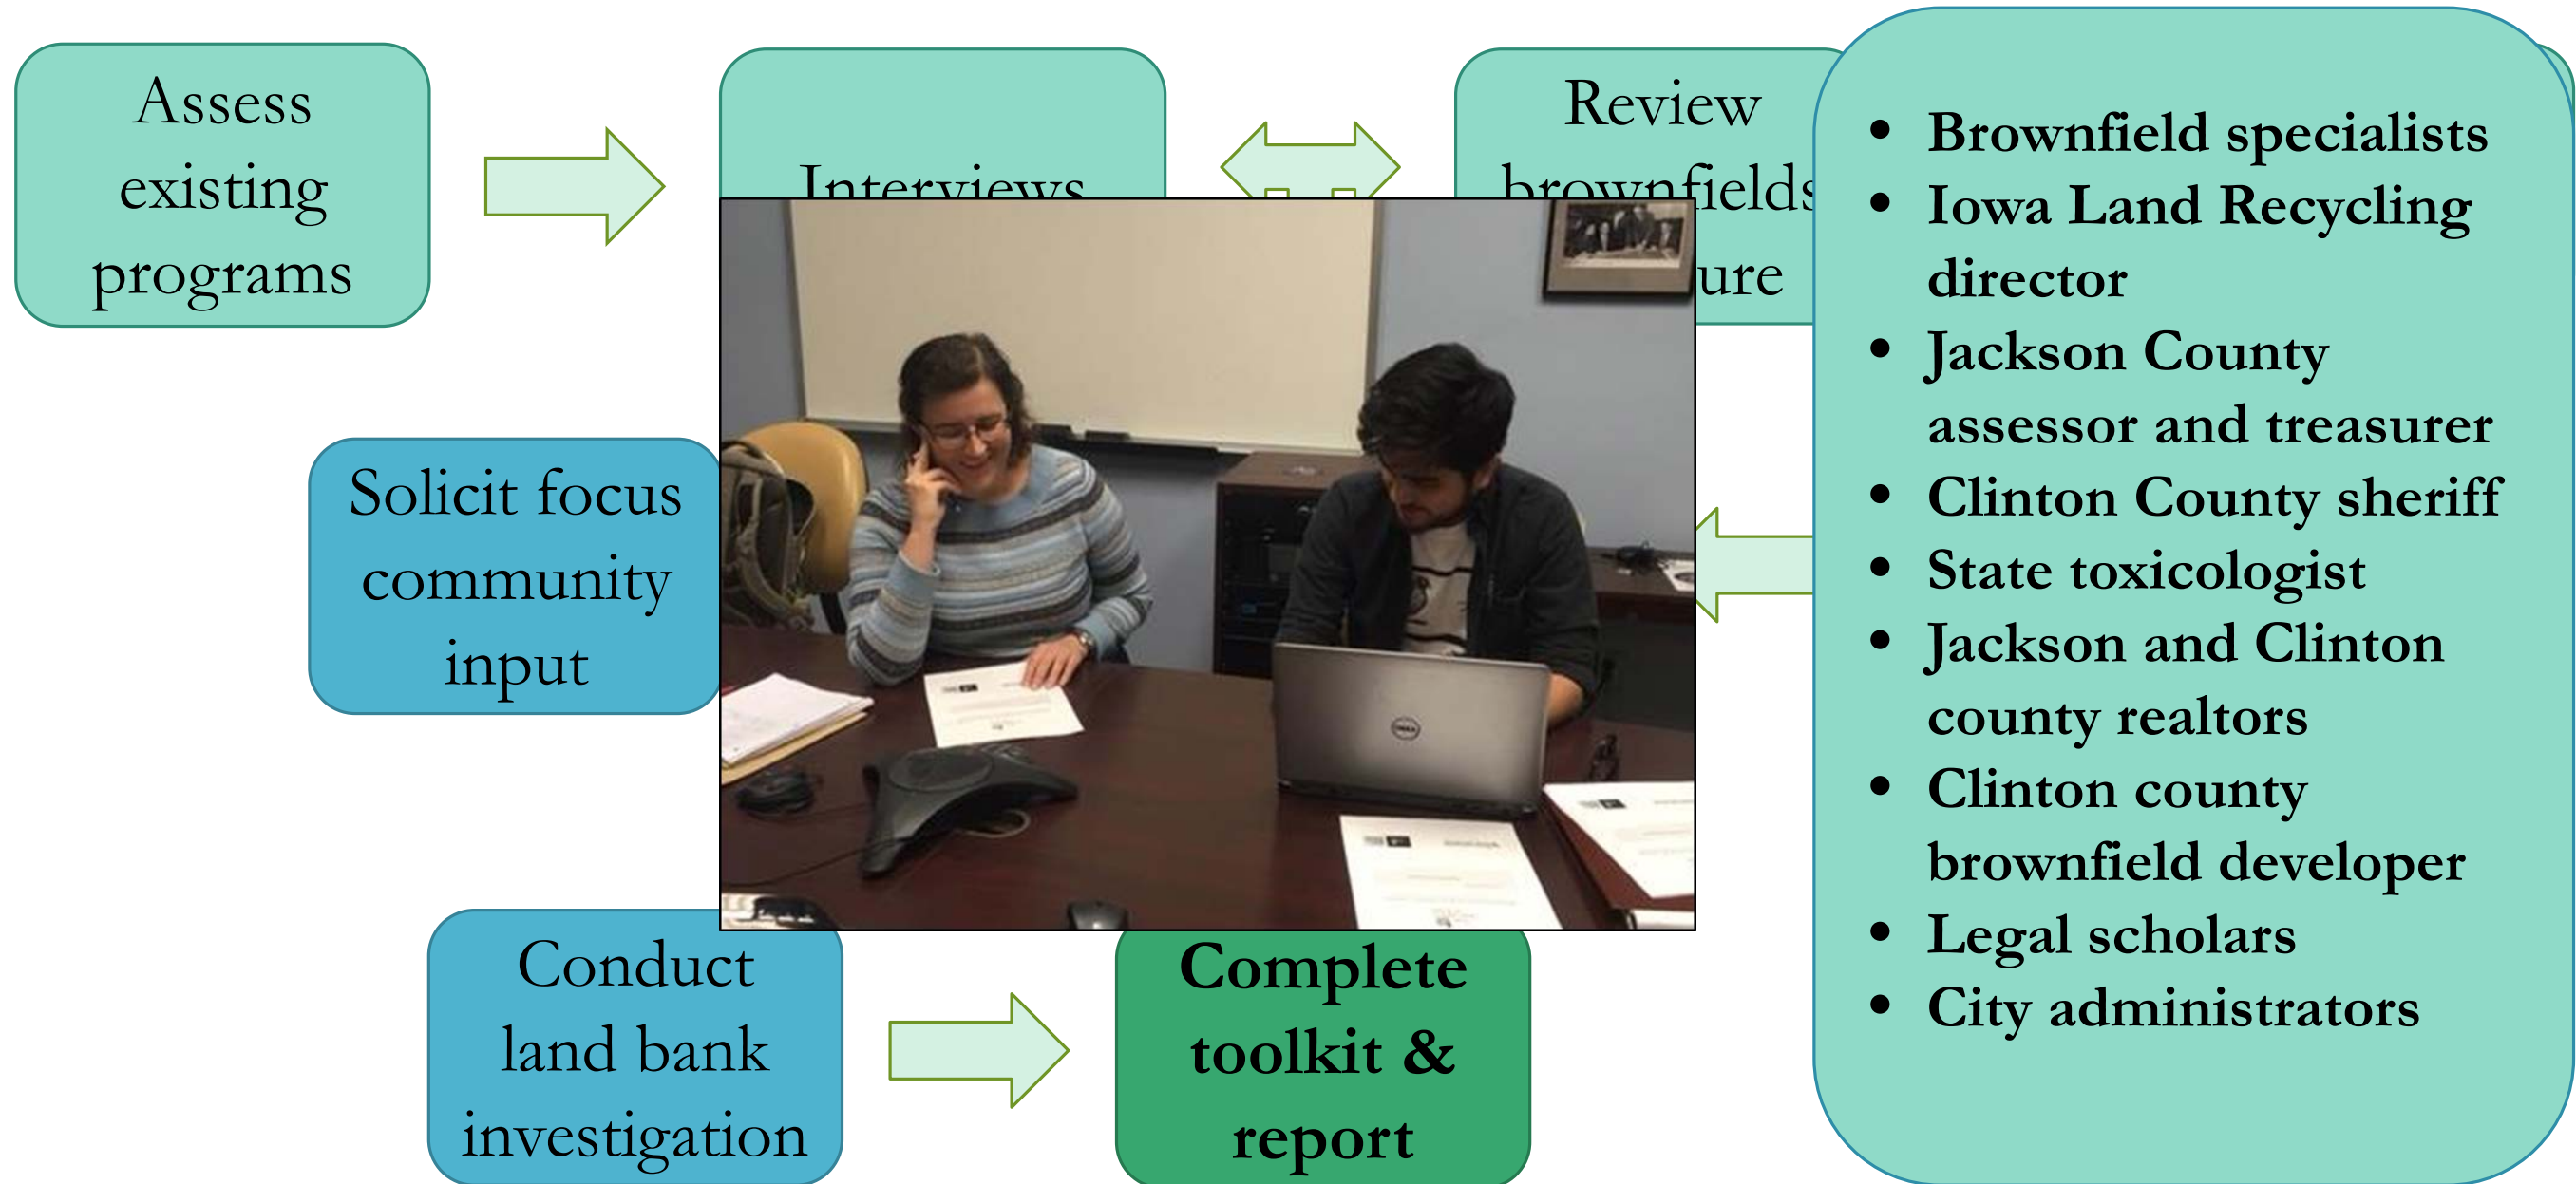 Assess
existing
programs
Interviews
Review
brownfields
ure
Solicit focus
community
input
Conduct
land bank
investigation
Complete
toolkit &
report
• Brownfield specialists
• Iowa Land Recycling
director
• Jackson County
assessor and treasurer
• Clinton County sheriff
• State toxicologist
• Jackson and Clinton
county realtors
• Clinton county
brownfield developer
• Legal scholars
• City administrators
DELL